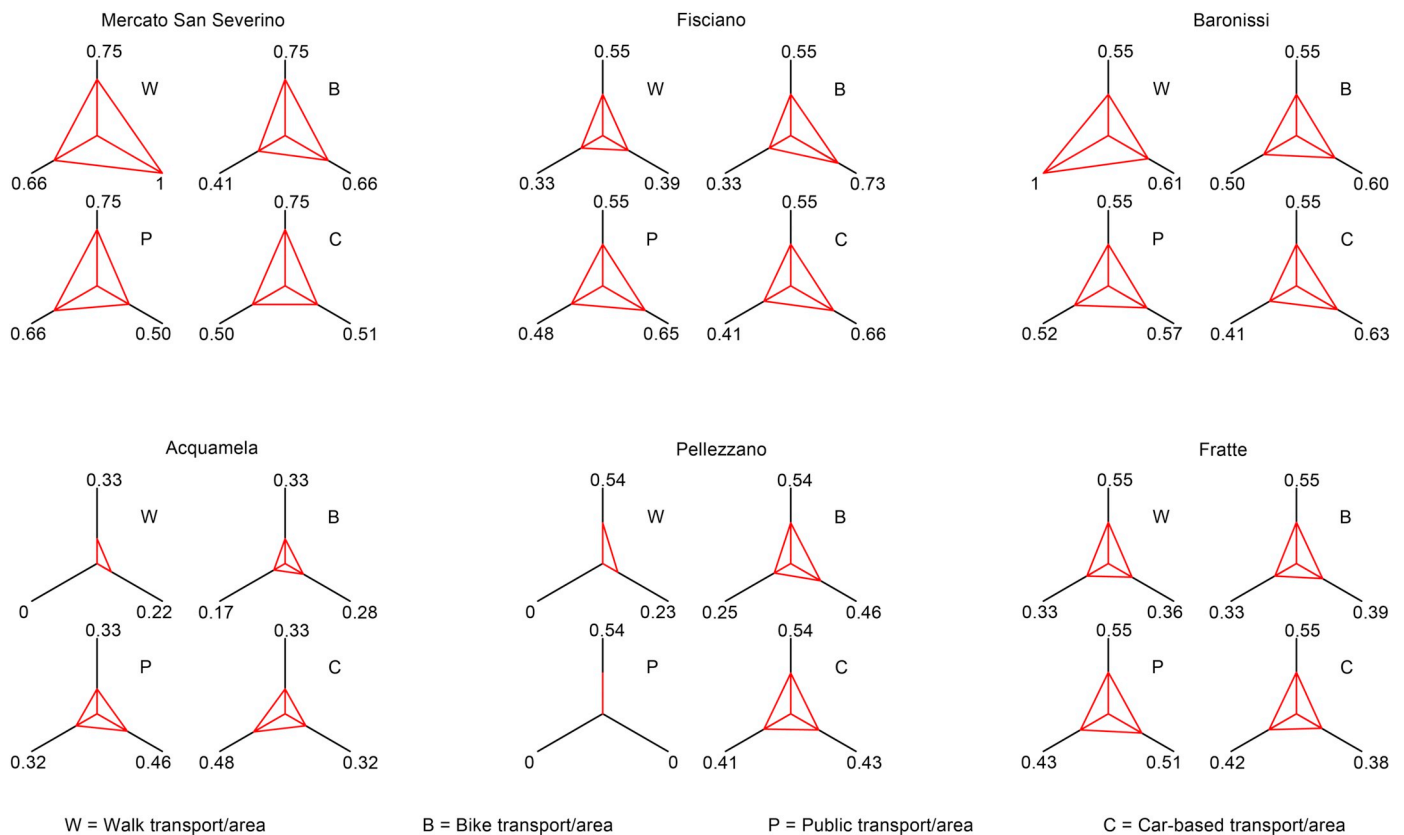 Mercato San Severino
Fisciano
Baronissi
0.75 0.75 0.55 0.55 0.55 0.55
W B W B W B
0.66 1 0.41 0.66 0.33 0.39 0.33 0.73 1 0.61 0.50 0.60
0.75 0.75 0.55 0.55 0.55 0.55
P C P C P C
0.66 0.50 0.50 0.51 0.48 0.65 0.41 0.66 0.52 0.57 0.41 0.63
Acquamela
Pellezzano
Fratte
0.33 0.33 0.54 0.54 0.55 0.55
W B W B W B
0 0.22 0.17 0.28 0 0.23 0.25 0.46 0.33 0.36 0.33 0.39
0.33 0.33 0.54 0.54 0.55 0.55
P C P C P C
0.32 0.46 0.48 0.32 0 0 0.41 0.43 0.43 0.51 0.42 0.38
W = Walk transport/area B = Bike transport/area P = Public transport/area C = Car-based transport/area